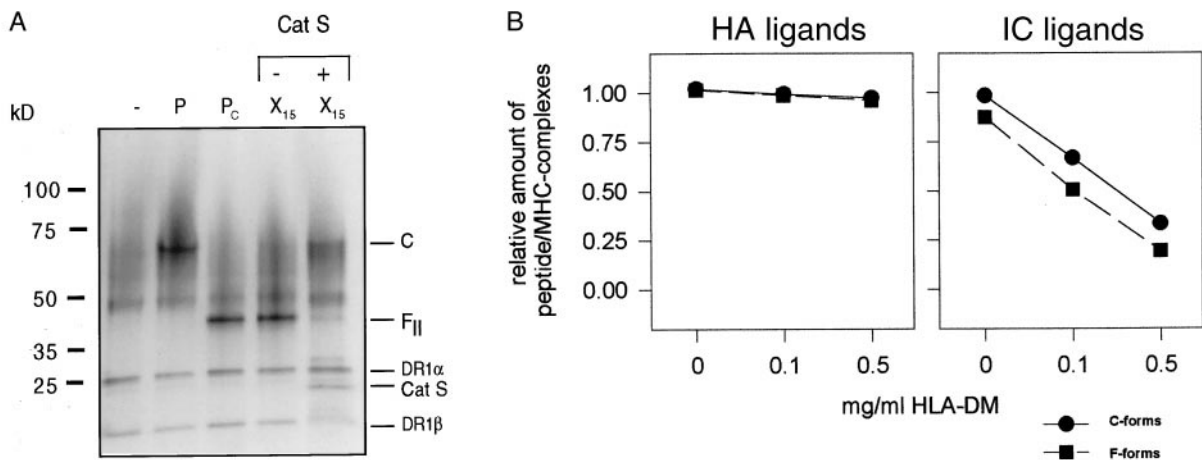 A
Cat S
- +
kD - P P_C X_15 X_15
100
75
50
35
25
C
F_II
DR1α
Cat S
DR1β
B
HA ligands IC ligands
relative amount of
peptide/MHC-complexes
1.00
0.75
0.50
0.25
0.00
0 0.1 0.5 0 0.1 0.5
mg/ml HLA-DM
C-forms
F-forms